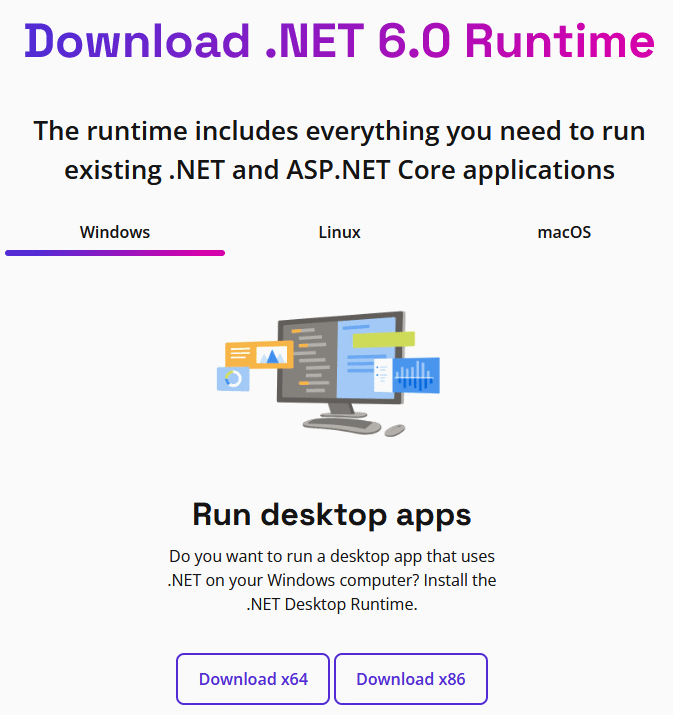 Download .NET 6.0 Runtime
The runtime includes everything you need to run
existing .NET and ASP.NET Core applications
Windows
Linux
macOS
Run desktop apps
Do you want to run a desktop app that uses
.NET on your Windows computer? Install the
.NET Desktop Runtime.
Download x64
Download x86